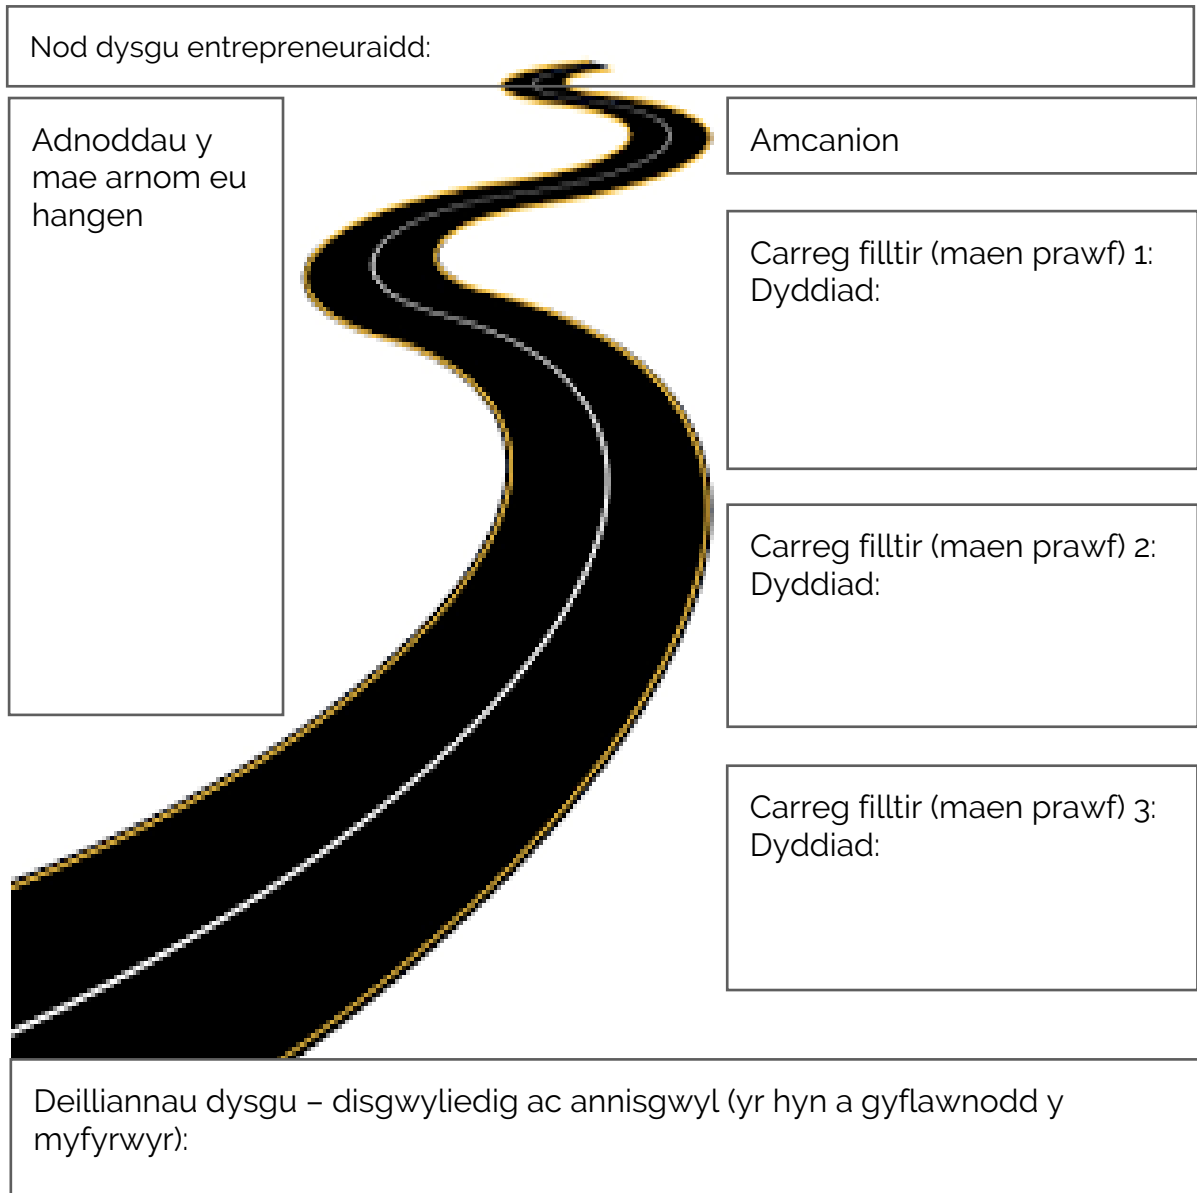 Nod dysgu entrepreneuraidd:
Adnoddau y
mae arnom eu
hangen
Amcanion
Carreg filltir (maen prawf) 1:
Dyddiad:
Carreg filltir (maen prawf) 2:
Dyddiad:
Carreg filltir (maen prawf) 3:
Dyddiad:
Deilliannau dysgu – disgwyliedig ac annisgwyl (yr hyn a gyflawnodd y
myfyrwyr):